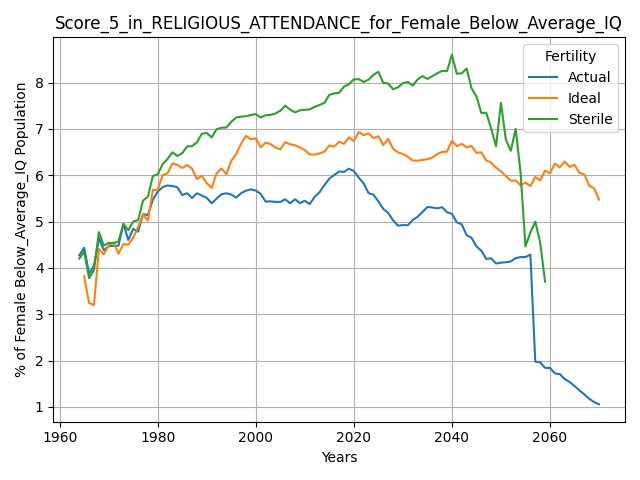 Score_5_in_RELIGIOUS_ATTENDANCE_for_Female_Below_Average_IQ
% of Female Below_Average_IQ Population
8
7
6
5
4
3
2
1
Fertility
Actual
Ideal
Sterile
1960
1980
2000
2020
2040
2060
Years